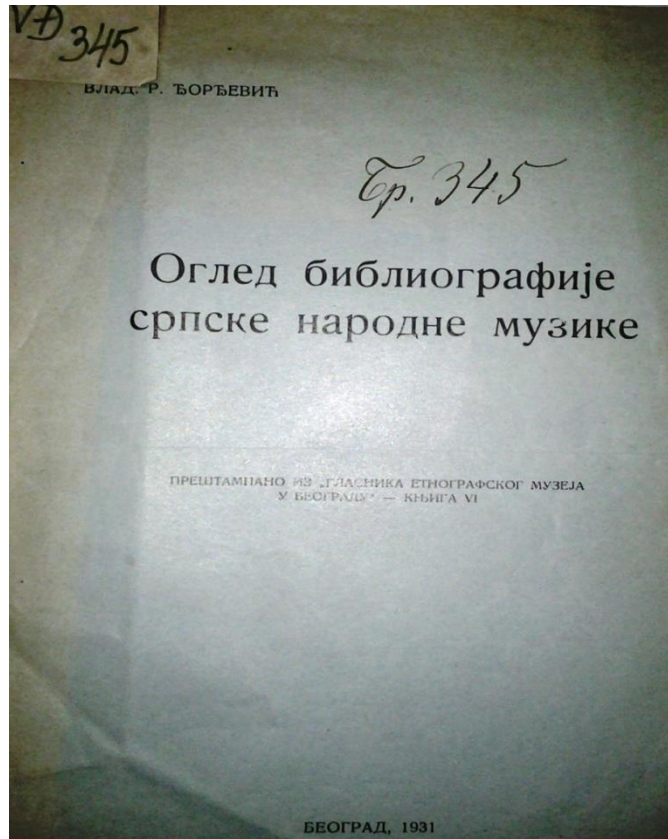 VĐ 345
ВЛАД. Р. ЂОРЂЕВИЋ
Бр. 345
Оглед библиографије
српске народне музике
ПРЕШТАМПАНО ИЗ „ГЛАСНИКА ЕТНОГРАФСКОГ МУЗЕЈА
У БЕОГРАДУ“ — КЊИГА VI
БЕОГРАД, 1931